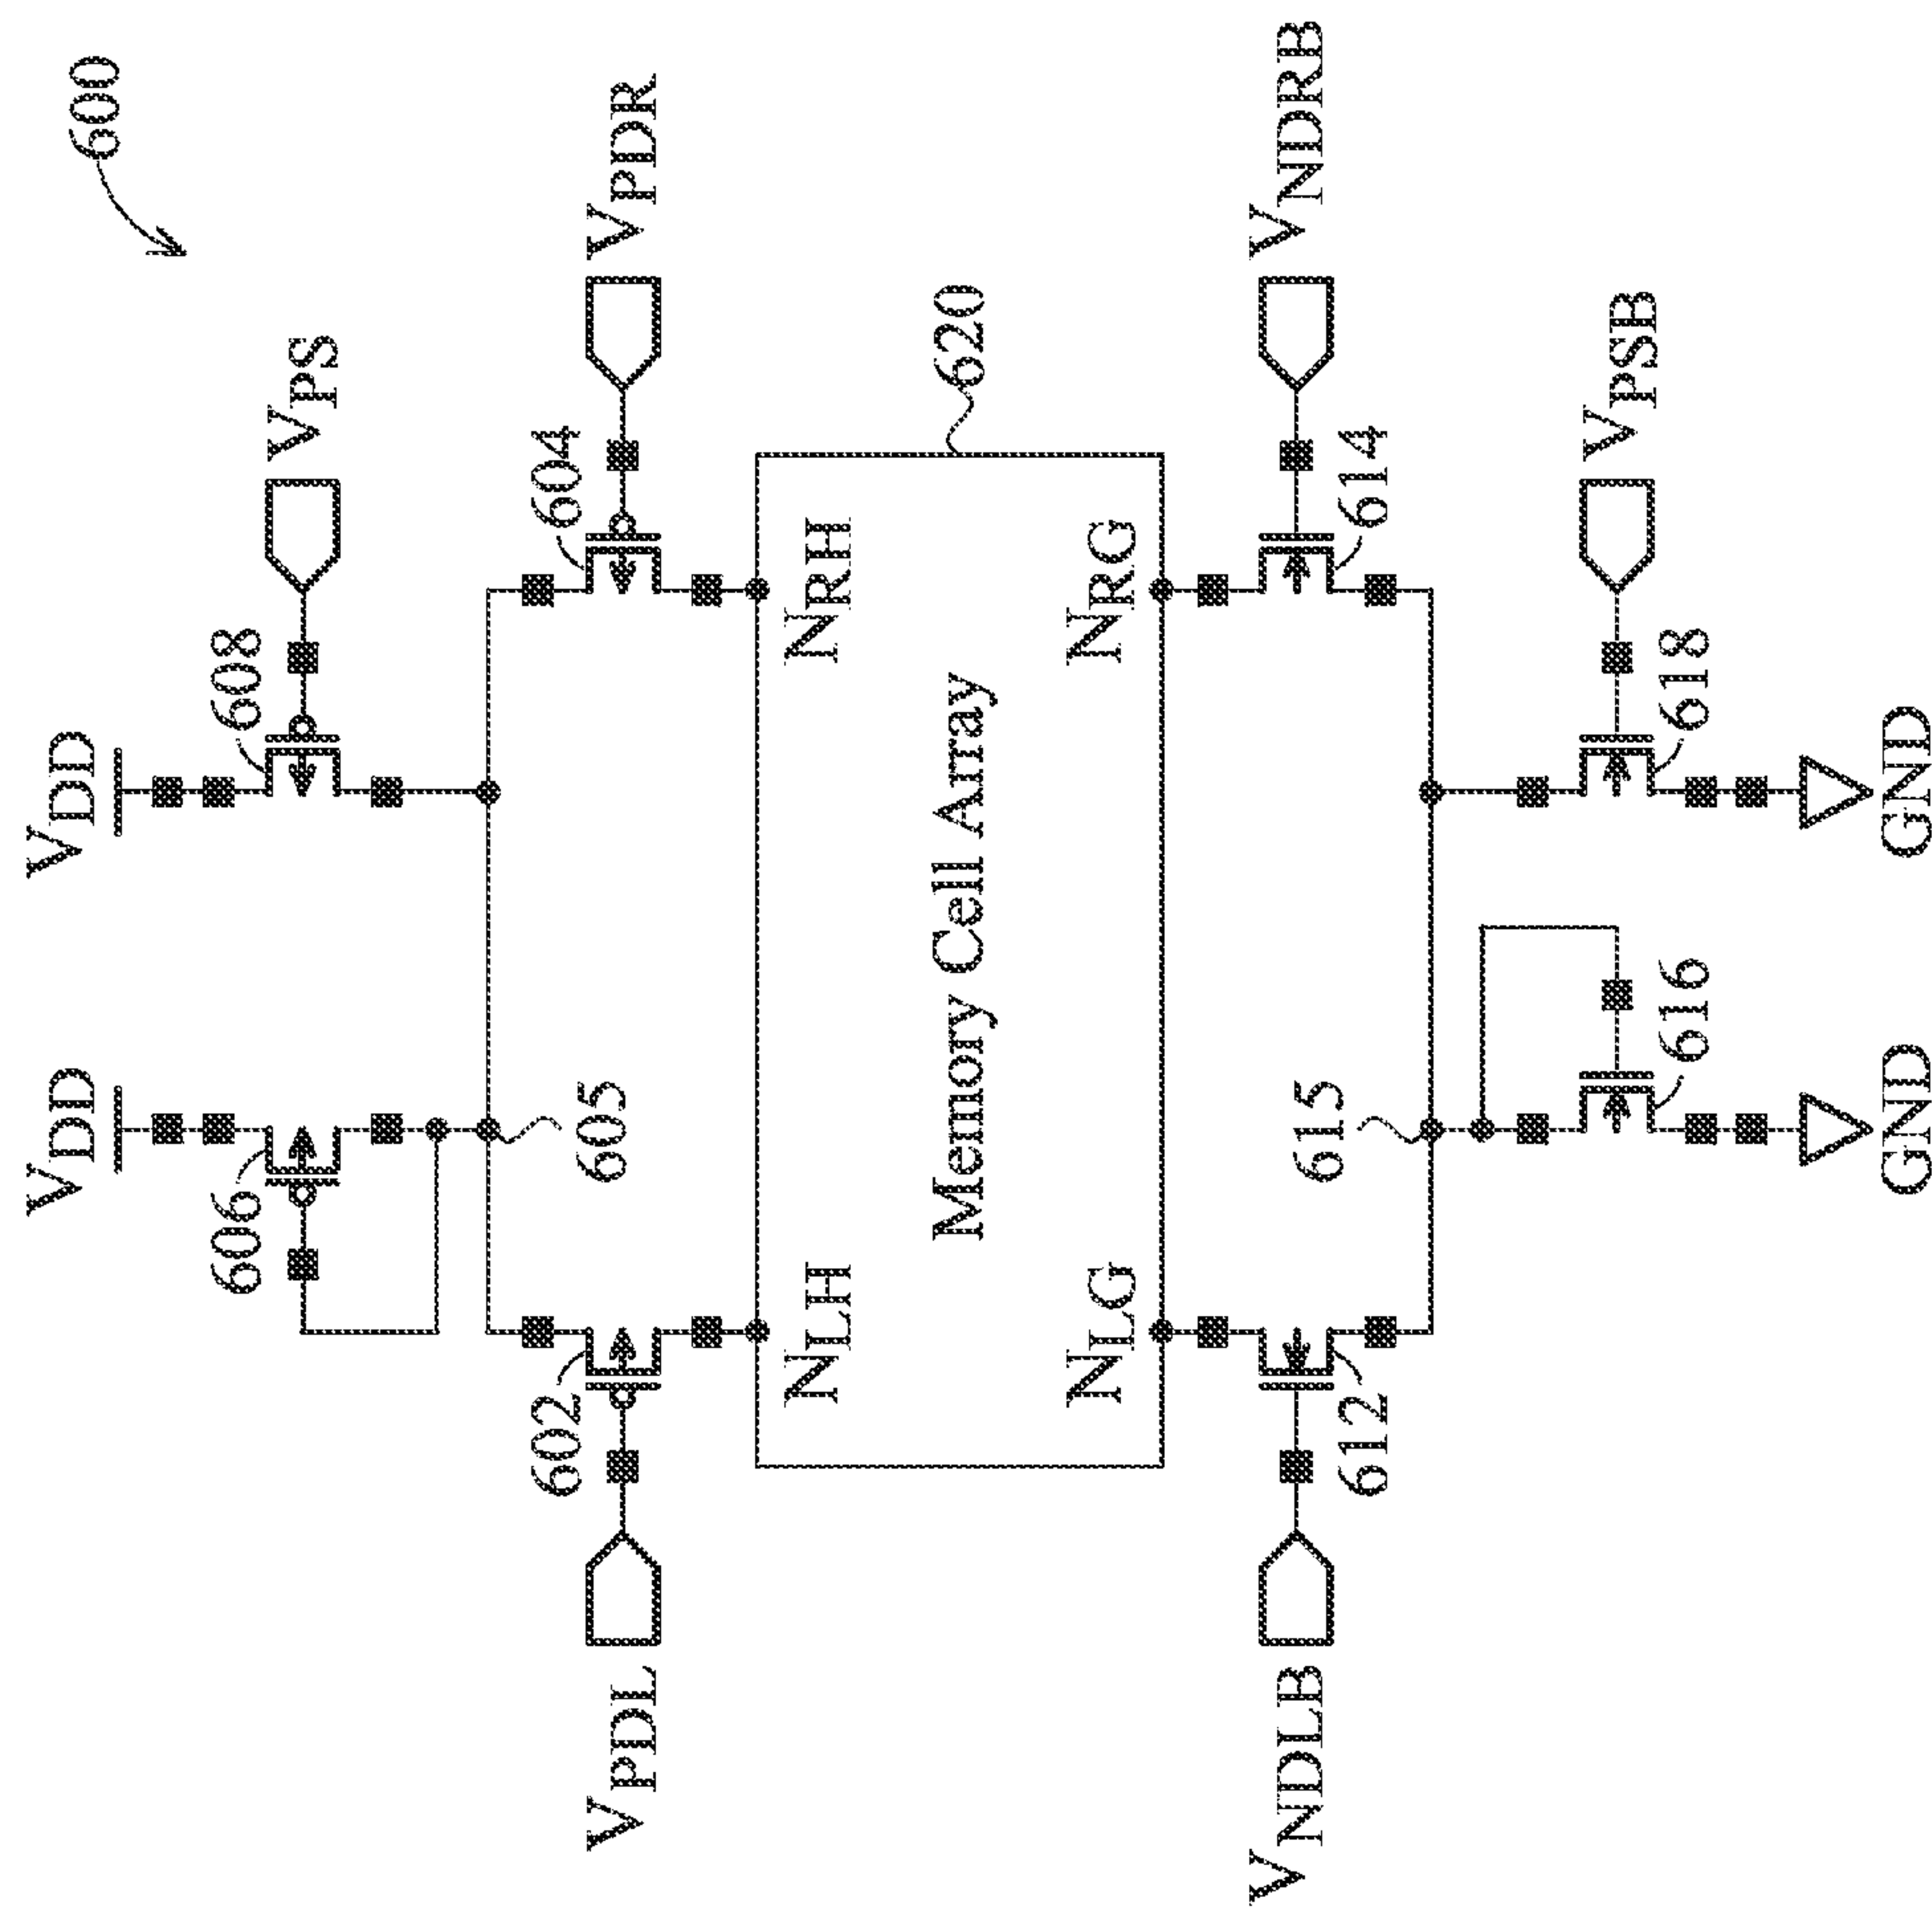 600
VDD VDD
606 608 VPS
605
VPDL 602 604 VPDR
NLH NRH
Memory Cell Array 620
NLG NRG
VNDLB 612 614 VNDRB
615
616 618 VPSB
GND GND